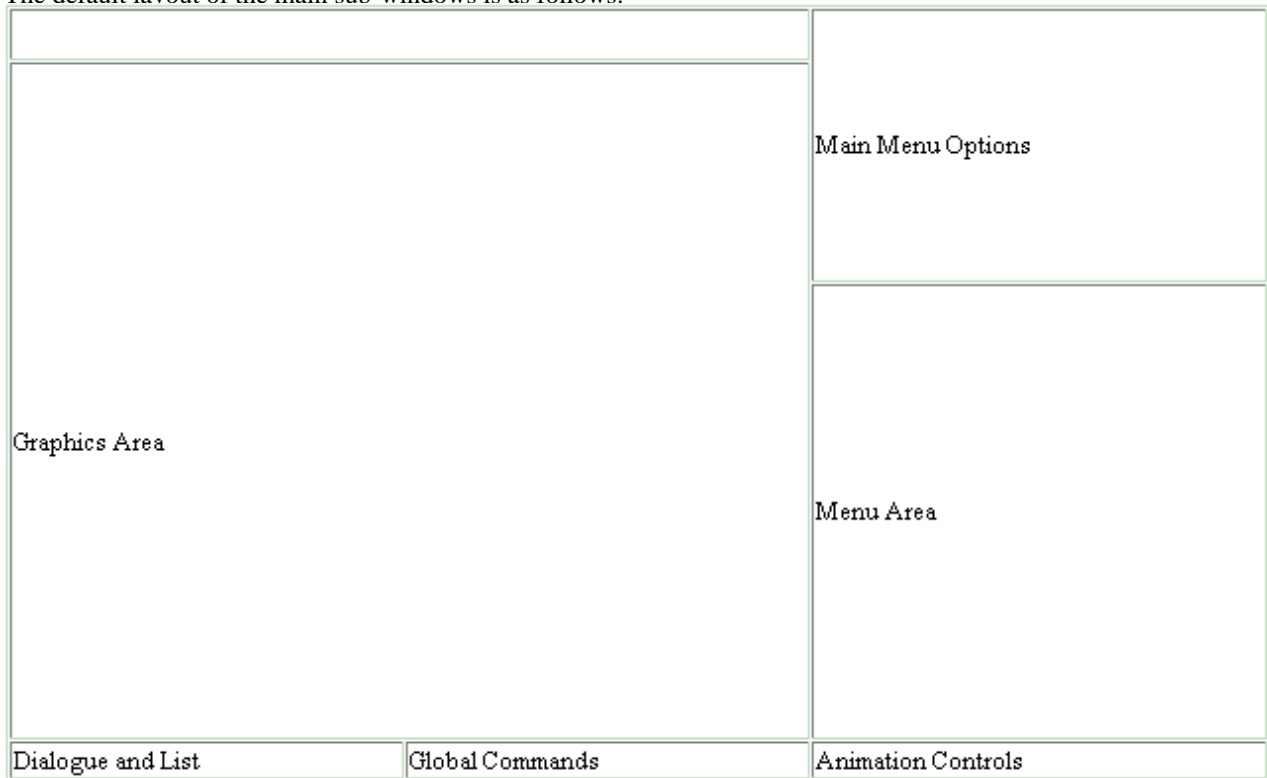 The default layout of the main sub-windows is as follows:
Main Menu Options
Graphics Area
Menu Area
Dialogue and List
Global Commands
Animation Controls